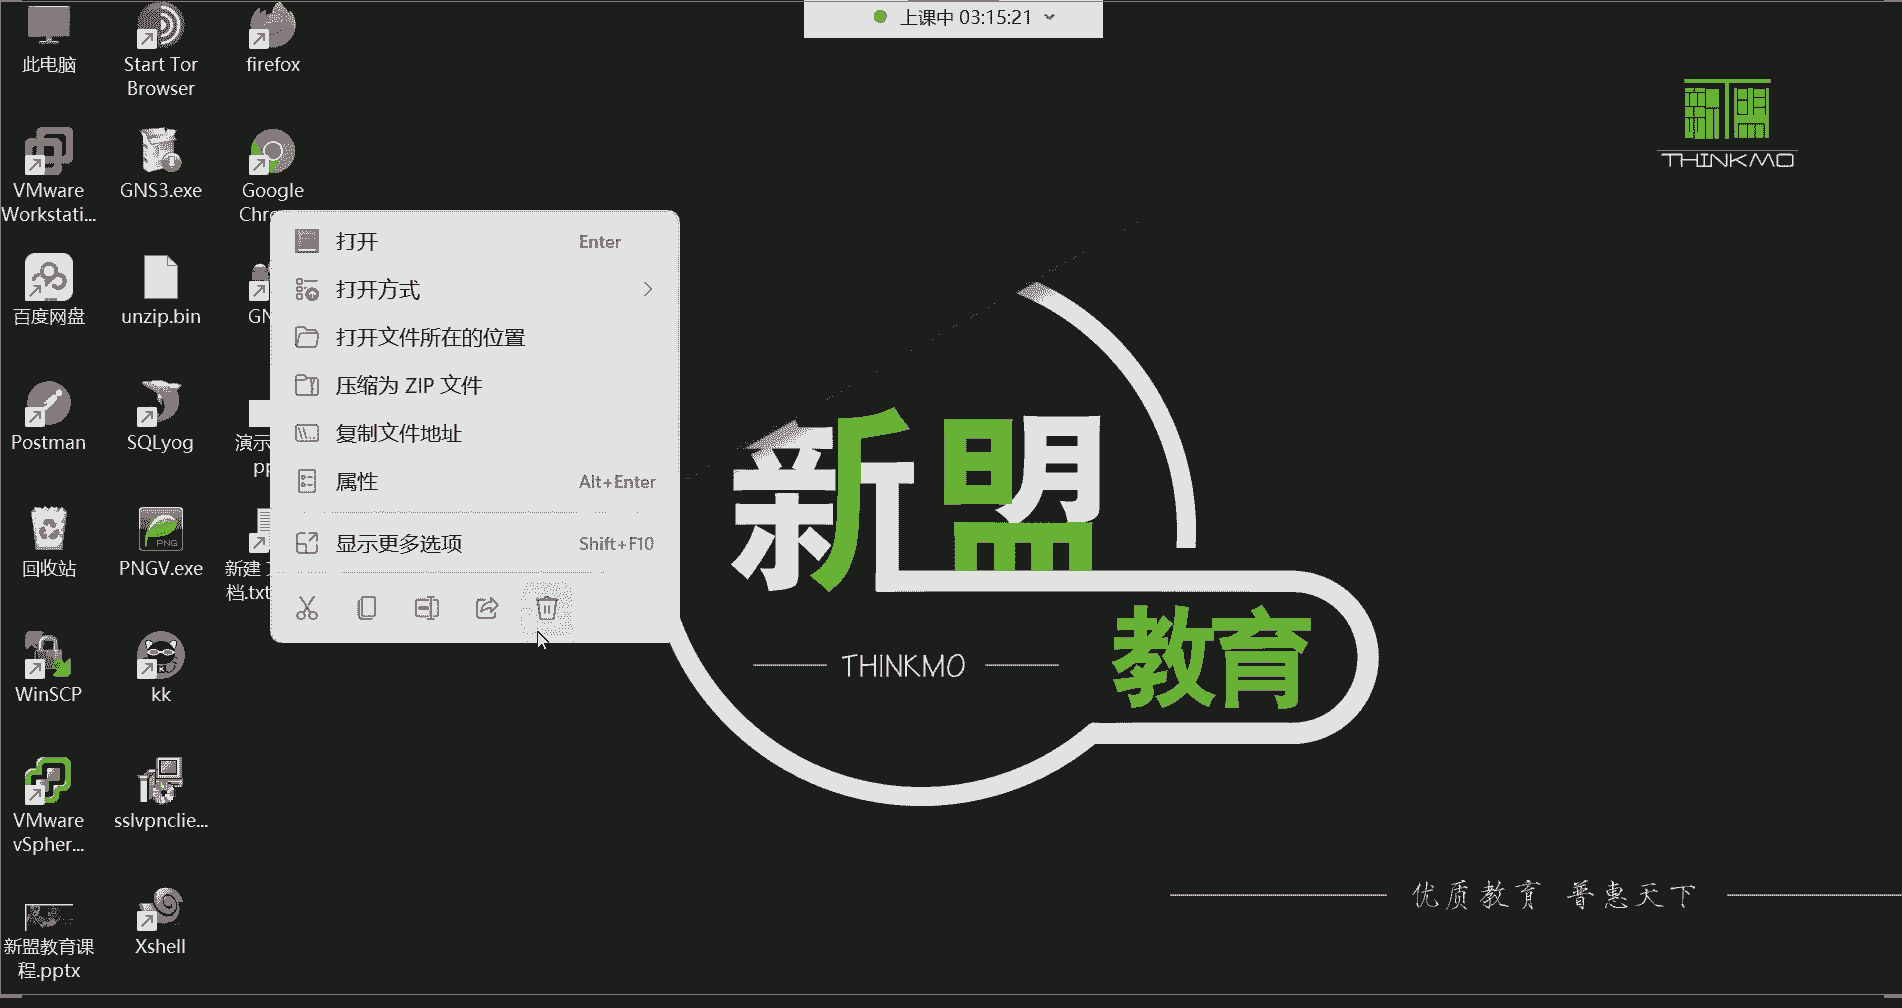 上课中 03:15:21
此电脑
Start Tor
Browser
firefox
THINKMO
VMware
Workstati...
GNS3.exe
Google
Chr
百度网盘
unzip.bin
GN
打开 Enter
打开方式
打开文件所在的位置
压缩为 ZIP 文件
复制文件地址
属性 Alt+Enter
显示更多选项 Shift+F10
Postman
SQLyog
演示
pp
回收站
PNG
PNGV.exe
新建
档.txt
WinSCP
kk
VMware
vSpher...
sslvpnclie...
新盟教育课
程.pptx
Xshell
新盟
教育
THINKMO
优质教育 普惠天下